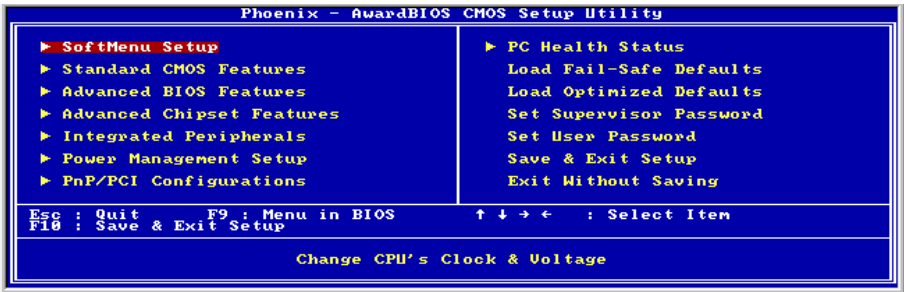 Phoenix - AwardBIOS CMOS Setup Utility
► SoftMenu Setup
► Standard CMOS Features
► Advanced BIOS Features
► Advanced Chipset Features
► Integrated Peripherals
► Power Management Setup
► PnP/PCI Configurations
► PC Health Status
Load Fail-Safe Defaults
Load Optimized Defaults
Set Supervisor Password
Set User Password
Save & Exit Setup
Exit Without Saving
Esc : Quit F9 : Menu in BIOS ↑ ↓ → ← : Select Item
F10 : Save & Exit Setup
Change CPU's Clock & Voltage